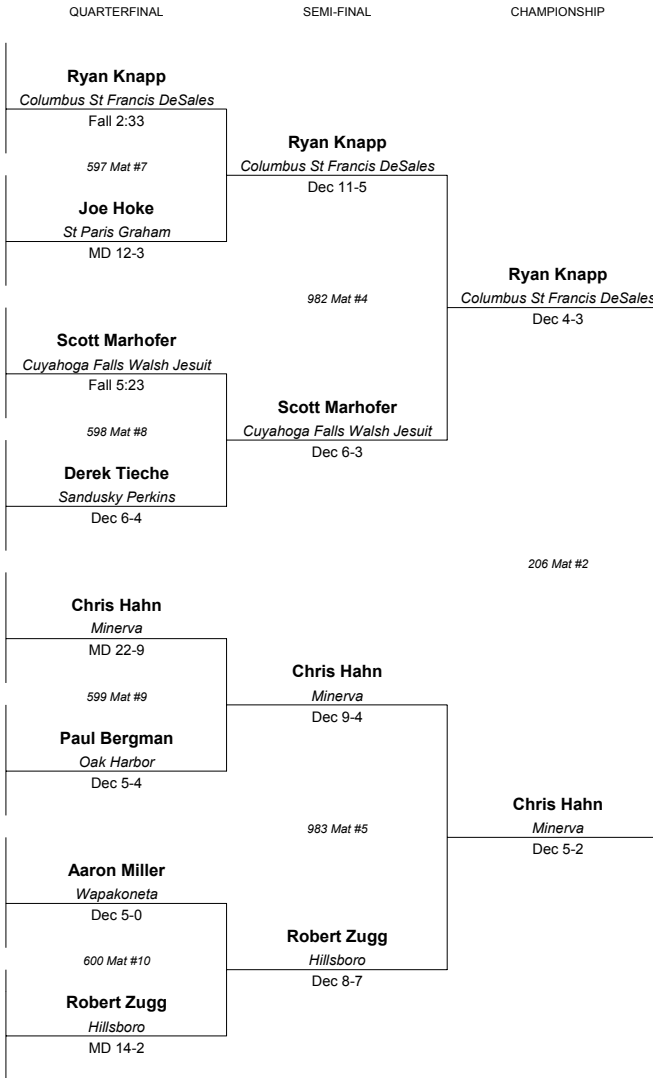 QUARTERFINAL
SEMI-FINAL
CHAMPIONSHIP
Ryan Knapp
Columbus St Francis DeSales
Fall 2:33
597 Mat #7
Joe Hoke
St Paris Graham
MD 12-3
Scott Marhofer
Cuyahoga Falls Walsh Jesuit
Fall 5:23
598 Mat #8
Derek Tieche
Sandusky Perkins
Dec 6-4
Chris Hahn
Minerva
MD 22-9
599 Mat #9
Paul Bergman
Oak Harbor
Dec 5-4
Aaron Miller
Wapakoneta
Dec 5-0
600 Mat #10
Robert Zugg
Hillsboro
MD 14-2
Ryan Knapp
Columbus St Francis DeSales
Dec 11-5
982 Mat #4
Scott Marhofer
Cuyahoga Falls Walsh Jesuit
Dec 6-3
Chris Hahn
Minerva
Dec 9-4
983 Mat #5
Robert Zugg
Hillsboro
Dec 8-7
Ryan Knapp
Columbus St Francis DeSales
Dec 4-3
206 Mat #2
Chris Hahn
Minerva
Dec 5-2